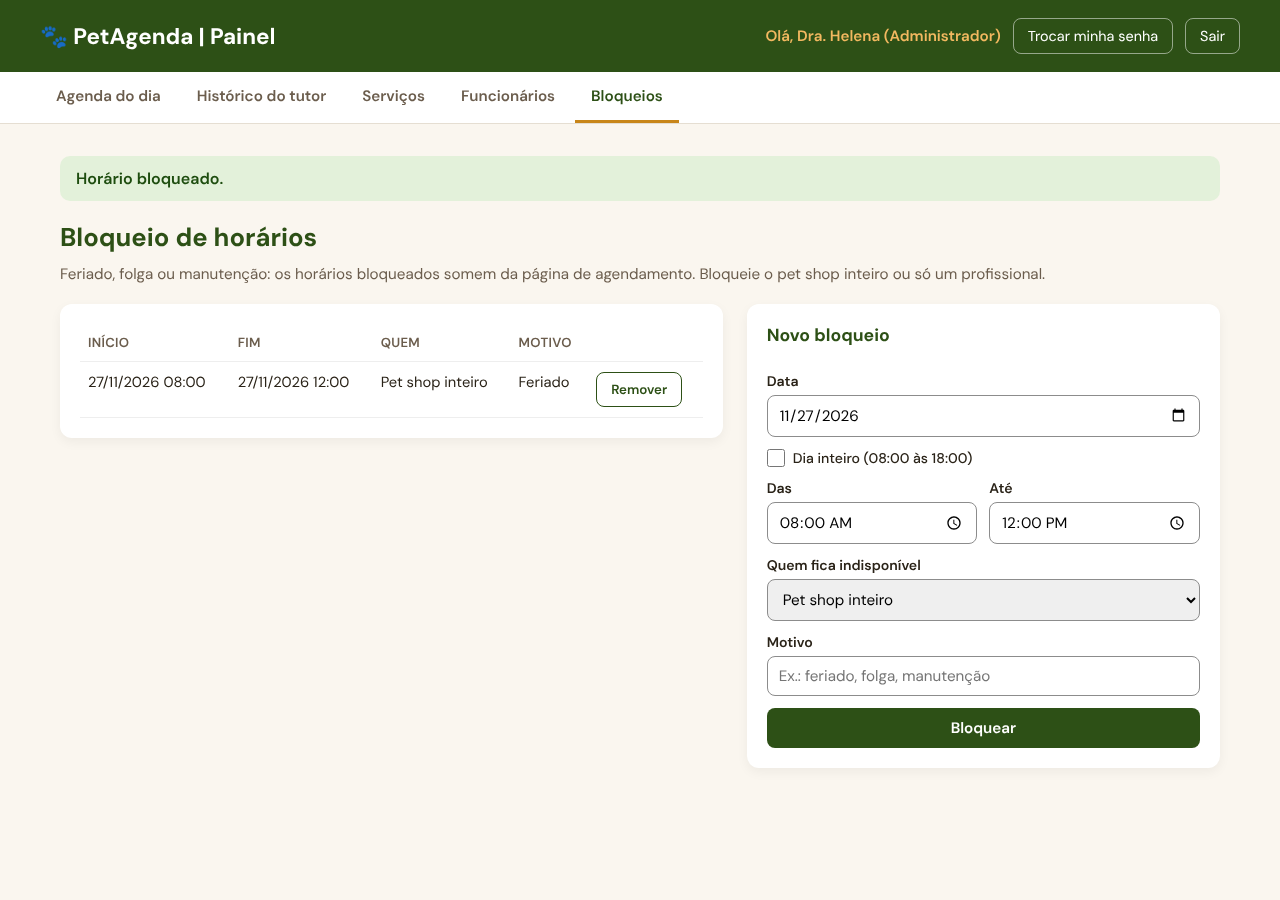 🐾 PetAgenda | Painel
Olá, Dra. Helena (Administrador)
Trocar minha senha
Sair
Agenda do dia
Histórico do tutor
Serviços
Funcionários
Bloqueios
Horário bloqueado.
Bloqueio de horários
Feriado, folga ou manutenção: os horários bloqueados somem da página de agendamento. Bloqueie o pet shop inteiro ou só um profissional.
INÍCIO FIM QUEM MOTIVO
27/11/2026 08:00 27/11/2026 12:00 Pet shop inteiro Feriado Remover
Novo bloqueio
Data
11/27/2026
Dia inteiro (08:00 às 18:00)
Das Até
08:00 AM 12:00 PM
Quem fica indisponível
Pet shop inteiro
Motivo
Ex.: feriado, folga, manutenção
Bloquear